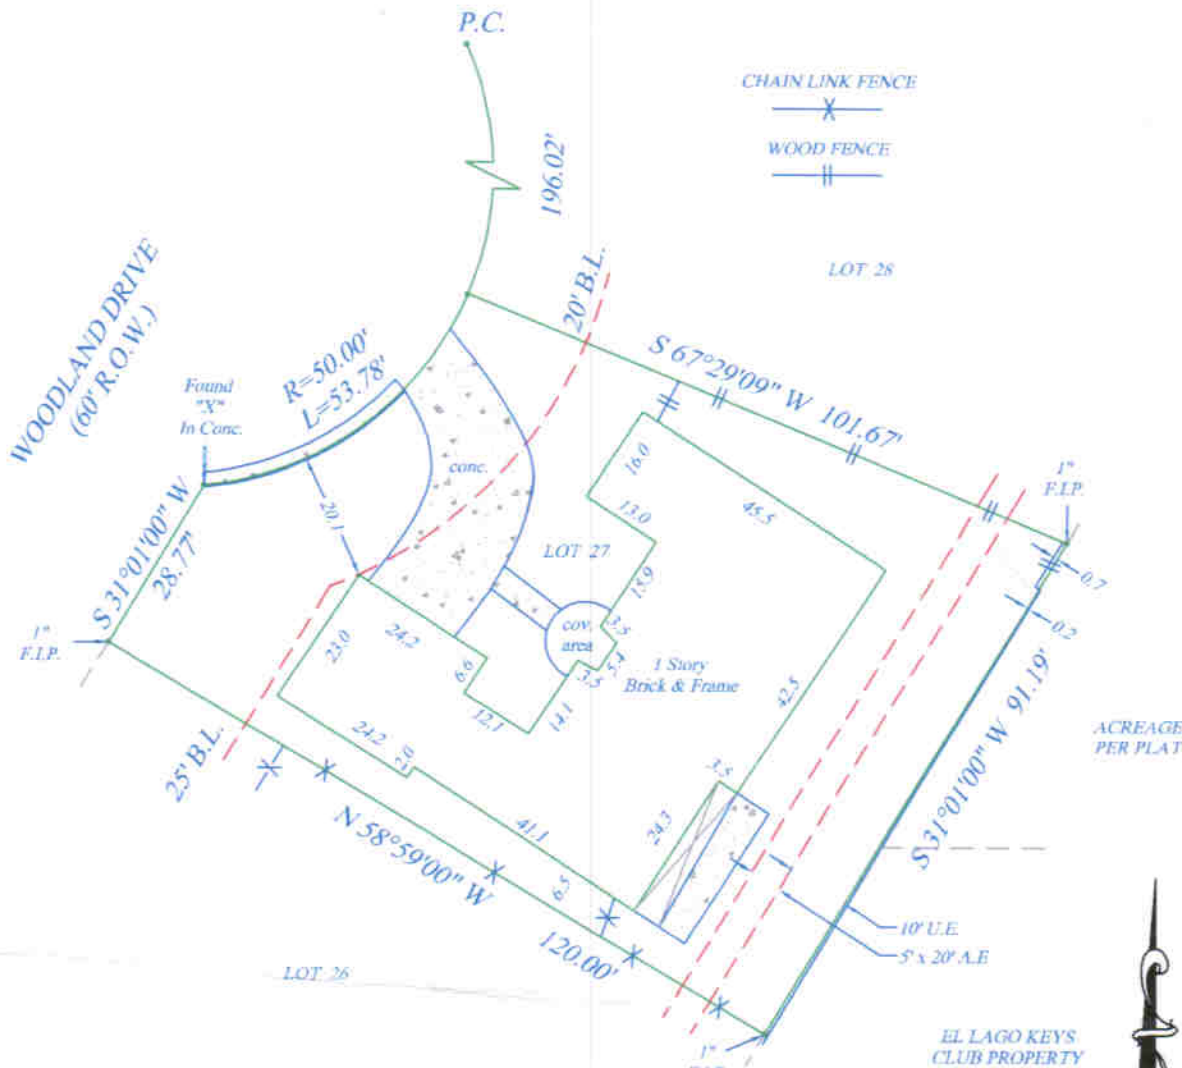 P.C.
CHAIN LINK FENCE
WOOD FENCE
196.02'
LOT 28
WOODLAND DRIVE
(60' R.O.W.)
20' B.L.
S 67°29'09" W 101.67'
R=50.00'
L=53.78'
Found
"X"
In Conc.
conc.
16.0
45.5
1"
F.I.P.
13.0
20.1
LOT 27
S 31°01'00" W
28.77'
15.9
0.7
0.2
1"
F.I.P.
24.2
23.0
cov.
area
3.5
5.4
3.5
6.6
1 Story
Brick & Frame
12.1
14.1
42.5
S 31°01'00" W 91.19'
ACREAGE
PER PLAT
25' B.L.
24.2
2.0
3.5
24.3
41.1
N 58°59'00" W
120.00'
6.5
10' U.E.
5' x 20' A.E
LOT 26
EL LAGO KEYS
CLUB PROPERTY
1"